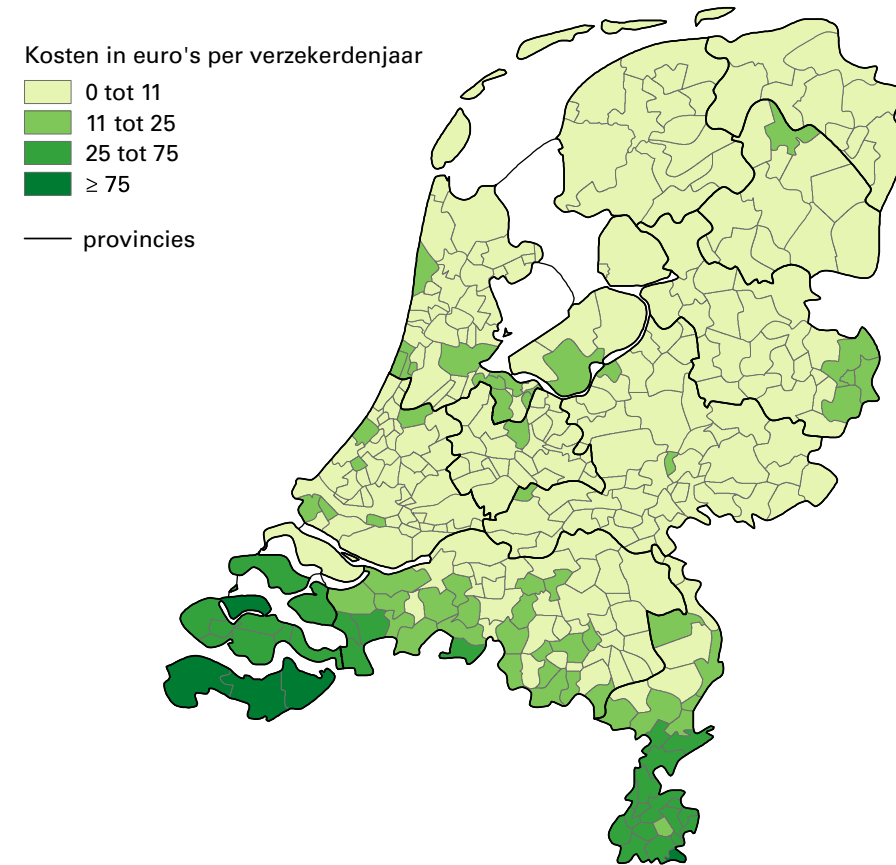 Kosten in euro's per verzekerdenjaar
0 tot 11
11 tot 25
25 tot 75
≥ 75
provincies